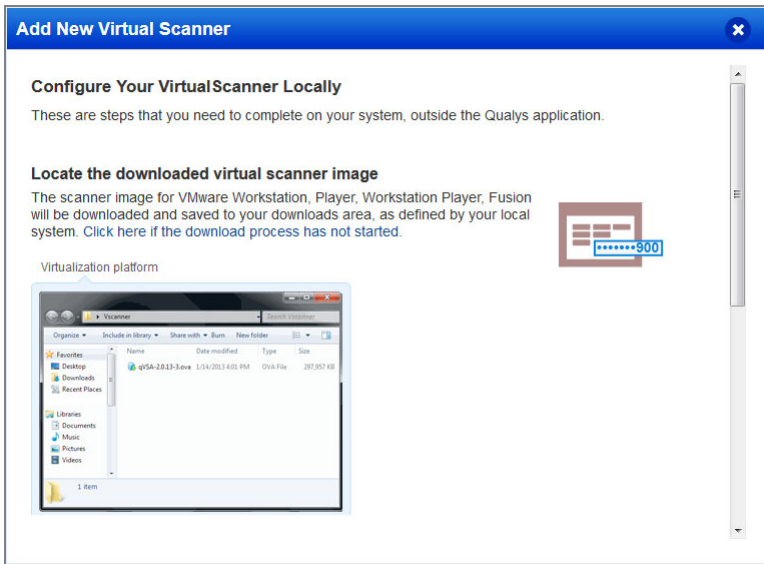 Add New Virtual Scanner
Configure Your VirtualScanner Locally
These are steps that you need to complete on your system, outside the Qualys application.
Locate the downloaded virtual scanner image
The scanner image for VMware Workstation, Player, Workstation Player, Fusion
will be downloaded and saved to your downloads area, as defined by your local
system. Click here if the download process has not started.
•••••••900
Virtualization platform
Vscanner
Search Vscanner
Organize Include in library Share with Burn New folder
Favorites
Desktop
Downloads
Recent Places
Libraries
Documents
Music
Pictures
Videos
Name Date modified Type Size
qVSA-2.0.13-3.ova 1/14/2013 4:01 PM OVA File 297,957 KB
1 item